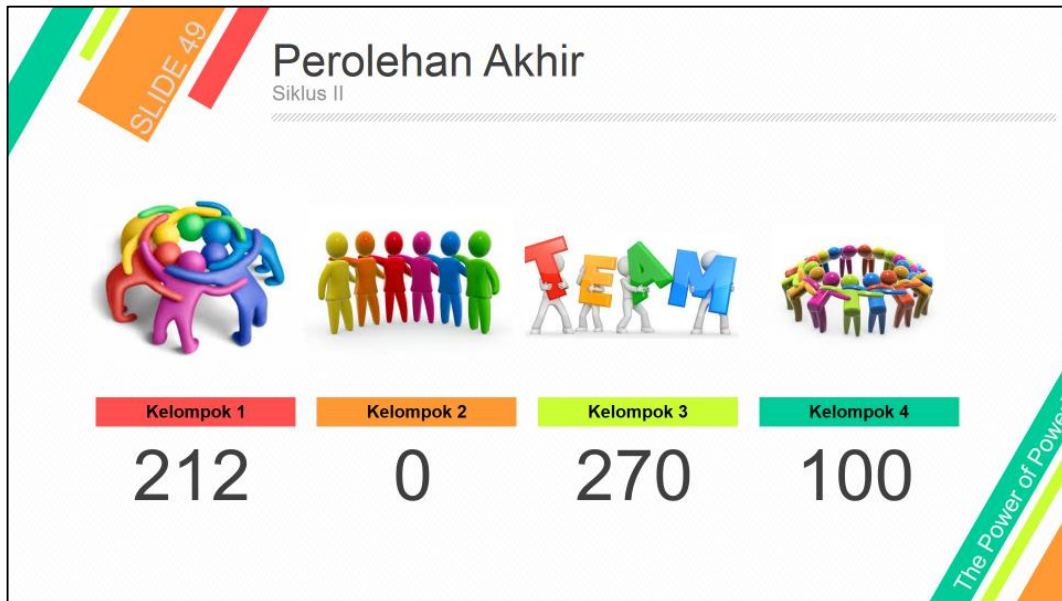 SLIDE 49
Perolehan Akhir
Siklus II
TEAM
Kelompok 1
Kelompok 2
Kelompok 3
Kelompok 4
212
0
270
100
The Power of